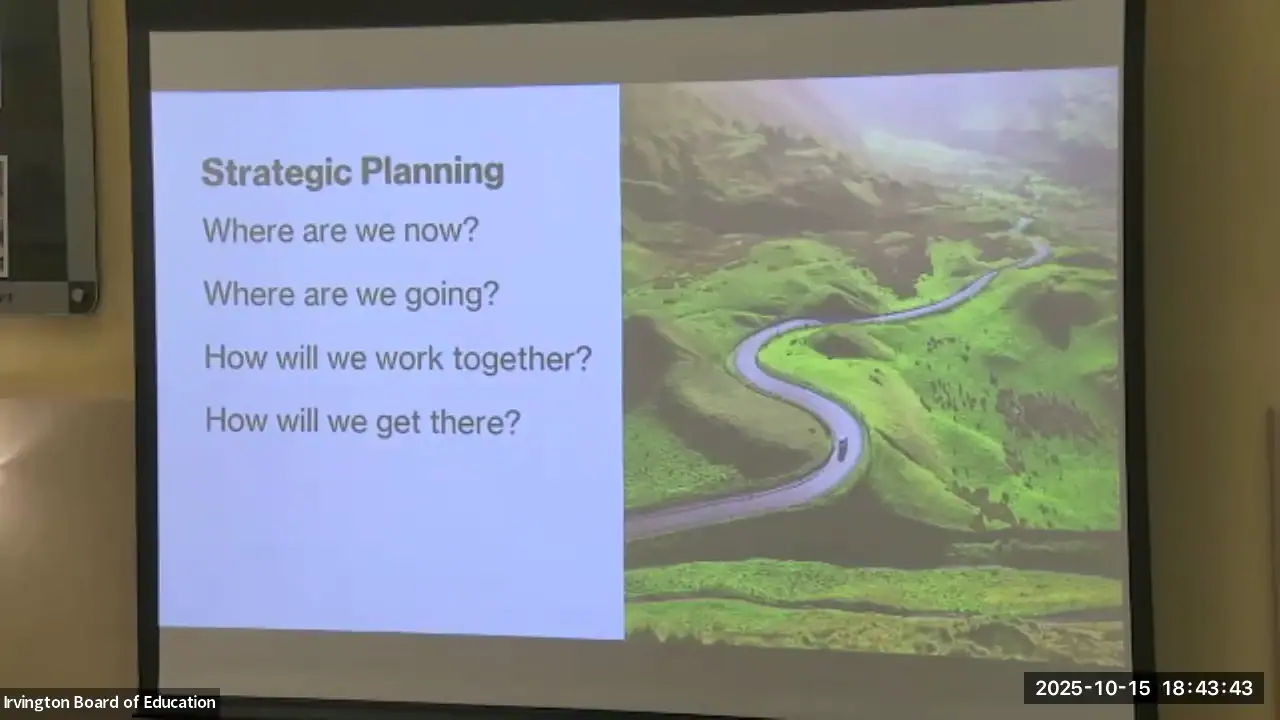 Strategic Planning
Where are we now?
Where are we going?
How will we work together?
How will we get there?
Irvington Board of Education
2025-10-15 18:43:43